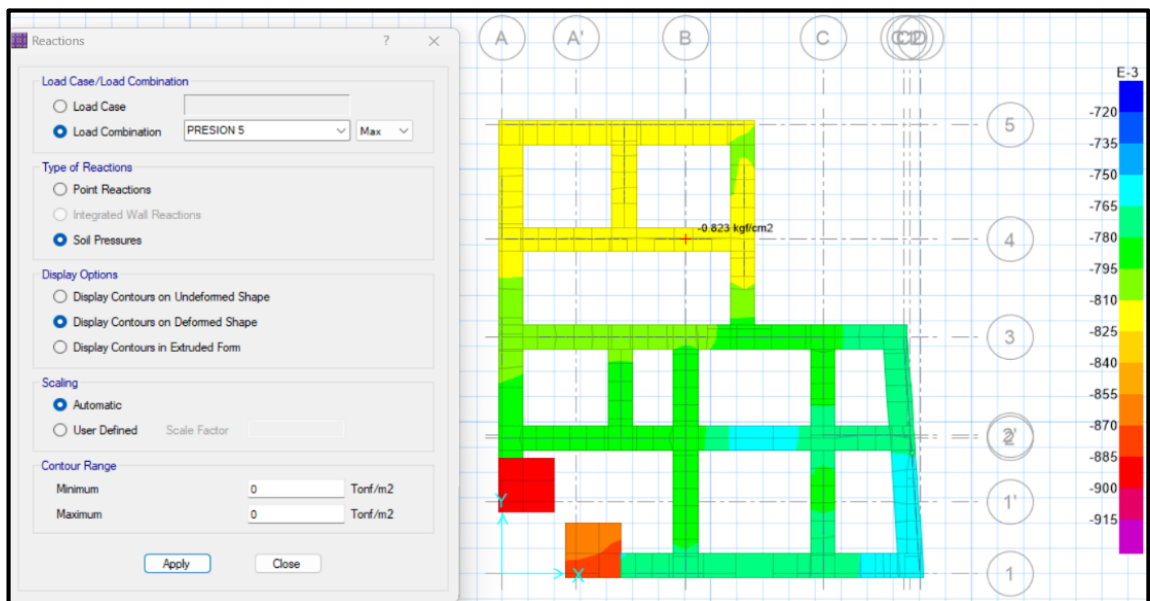 Reactions
?
Load Case/Load Combination
Load Case
Load Combination
PRESION 5
Max
Type of Reactions
Point Reactions
Integrated Wall Reactions
Soil Pressures
Display Options
Display Contours on Undeformed Shape
Display Contours on Deformed Shape
Display Contours in Extruded Form
Scaling
Automatic
User Defined
Scale Factor
Contour Range
Minimum
0
Tonf/m2
Maximum
0
Tonf/m2
Apply
Close
A
A'
B
C
5
4
3
1'
1
-0.823 kgf/cm2
Y
X
E-3
-720
-735
-750
-765
-780
-795
-810
-825
-840
-855
-870
-885
-900
-915